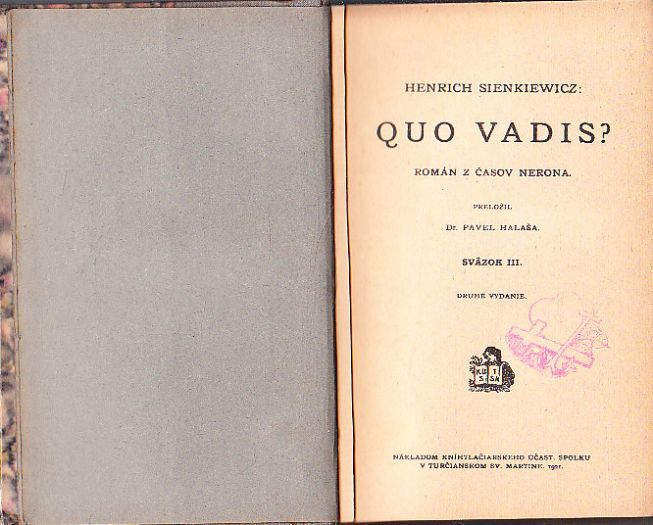 HENRICH SIENKIEWICZ:
QUO VADIS?
ROMÁN Z ČASOV NERONA.
PRELOŽIL
Dr. PAVEL HALAŠA.
SVÄZOK III.
DRUHÉ VYDANIE.
NÁKLADOM KNÍHTLAČIARSKEHO ÚČAST. SPOLKU
V TURČIANSKOM SV. MARTINE. 1921.